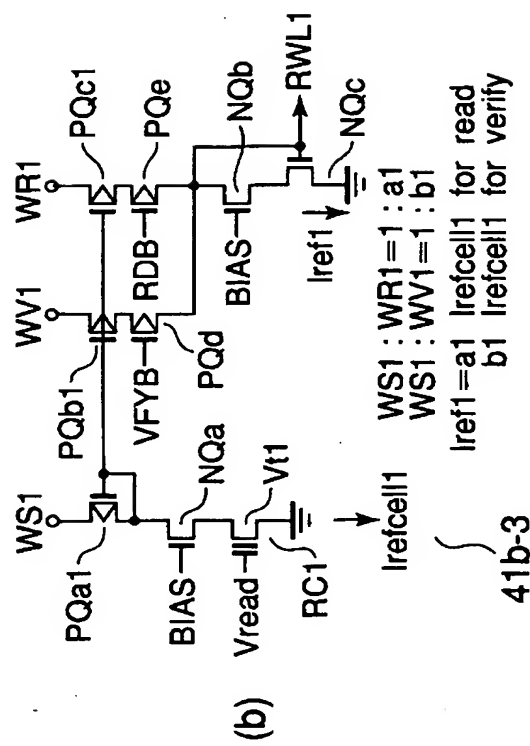 (b)
WS1
WV1
WR1
PQa1
PQb1
PQc1
VFYB
PQd
RDB
PQe
BIAS
NQa
BIAS
NQb
Vread
Vt1
RC1
Irefcell1
RWL1
NQc
Iref1
WS1 : WR1=1 : a1
WS1 : WV1=1 : b1
Iref1=a1 Irefcell1 for read
b1 Irefcell1 for verify
41b-3